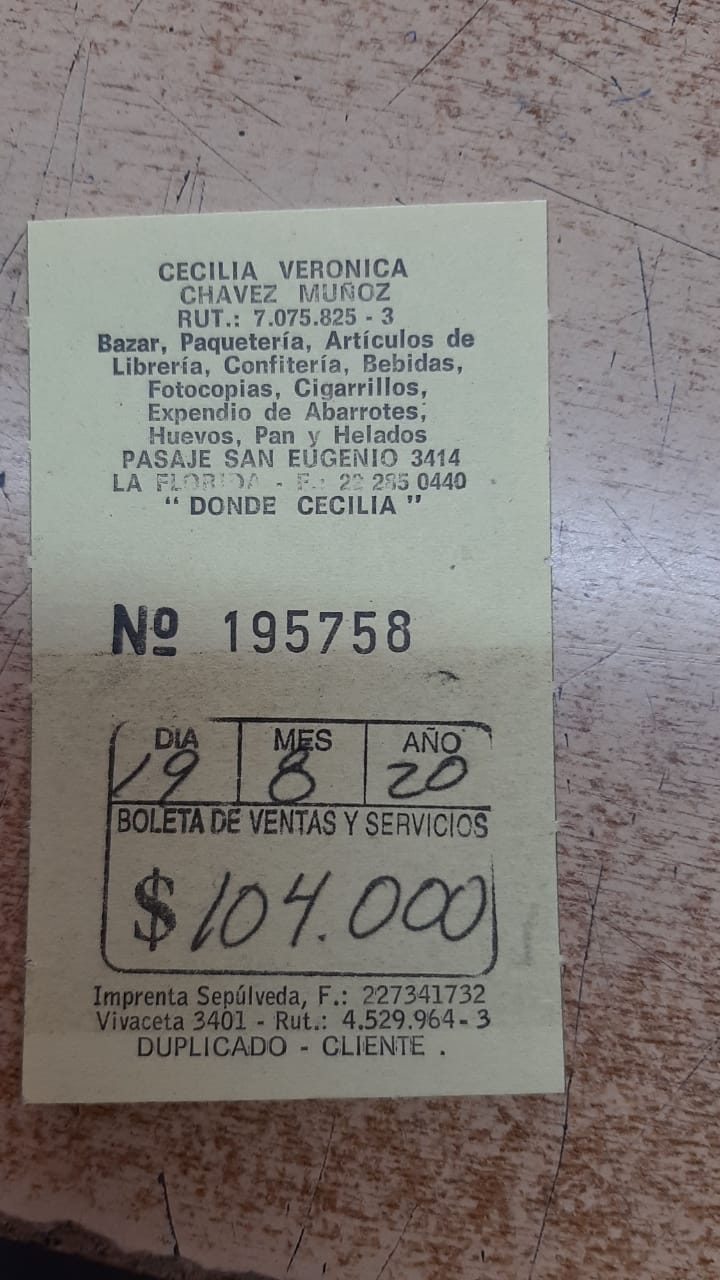 CECILIA VERONICA
CHAVEZ MUÑOZ
RUT.: 7.075.825 - 3
Bazar, Paquetería, Artículos de
Librería, Confitería, Bebidas,
Fotocopias, Cigarrillos,
Expendio de Abarrotes,
Huevos, Pan y Helados
PASAJE SAN EUGENIO 3414
LA FLORIDA - F.: 22 285 0440
“ DONDE CECILIA ”
Nº 195758
DIA MES AÑO
19 8 20
BOLETA DE VENTAS Y SERVICIOS
$ 104.000
Imprenta Sepúlveda, F.: 227341732
Vivaceta 3401 - Rut.: 4.529.964- 3
DUPLICADO - CLIENTE .